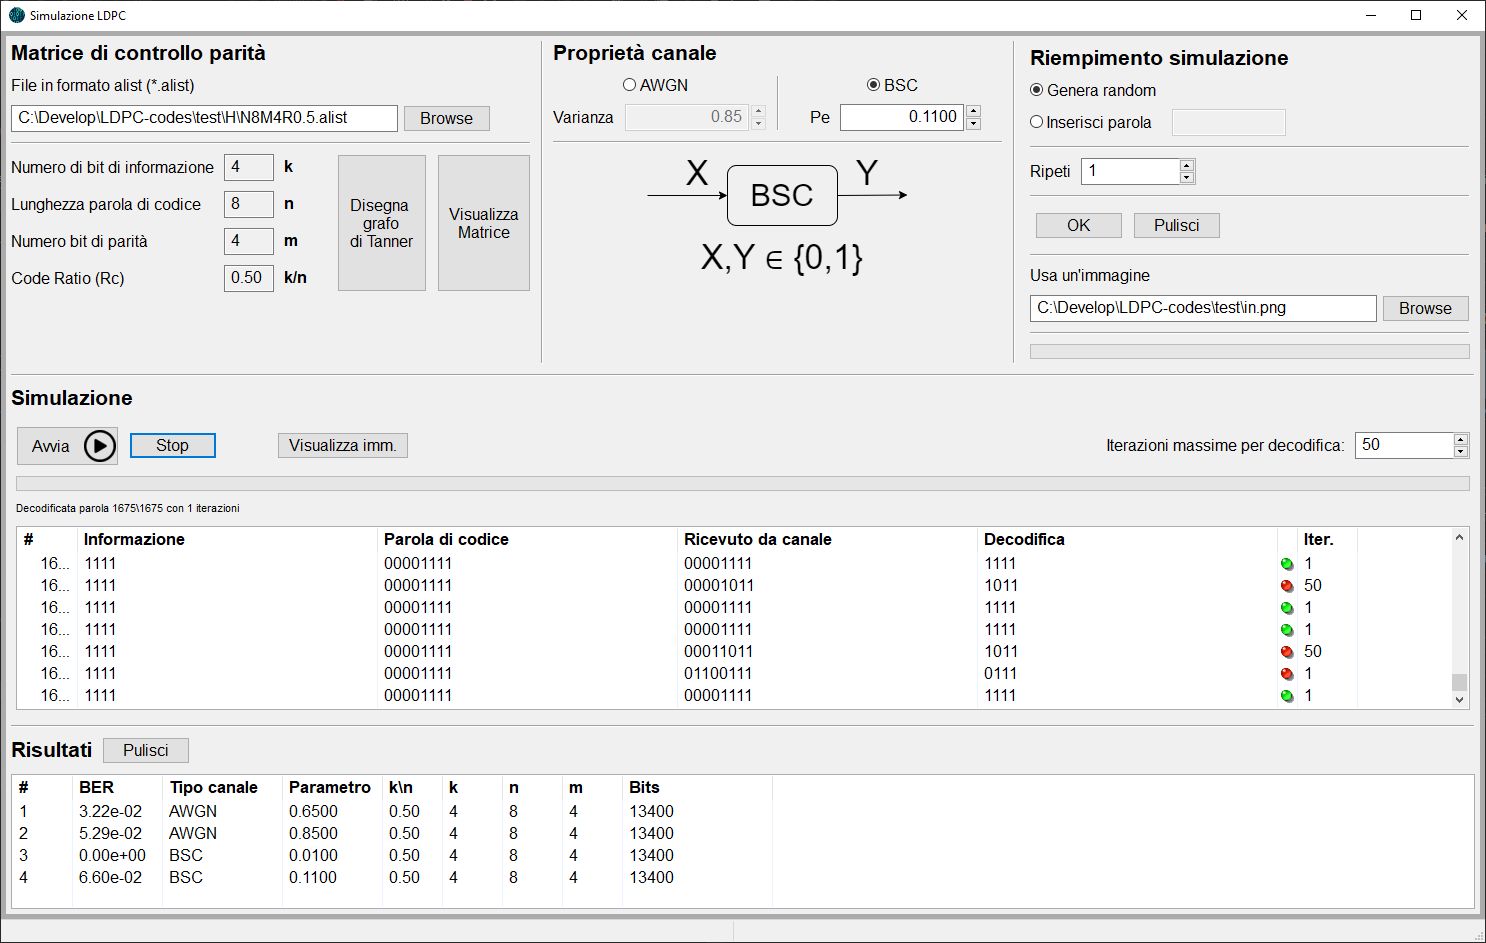 Simulazione LDPC
Matrice di controllo parità
File in formato alist (*.alist)
C:\Develop\LDPC-codes\test\H\N8M4R0.5.alist
Browse
Numero di bit di informazione 4 k
Lunghezza parola di codice 8 n
Numero bit di parità 4 m
Code Ratio (Rc) 0.50 k/n
Disegna
grafo
di Tanner
Visualizza
Matrice
Proprietà canale
AWGN
BSC
Varianza 0.85
Pe 0.1100
X
BSC
Y
X,Y ∈ {0,1}
Riempimento simulazione
Genera random
Inserisci parola
Ripeti 1
OK
Pulisci
Usa un'immagine
C:\Develop\LDPC-codes\test\in.png
Browse
Simulazione
Avvia
Stop
Visualizza imm.
Iterazioni massime per decodifica: 50
Decodificata parola 1675\1675 con 1 iterazioni
# Informazione Parola di codice Ricevuto da canale Decodifica Iter.
16... 1111 00001111 00001111 1111 1
16... 1111 00001111 00001011 1011 50
16... 1111 00001111 00001111 1111 1
16... 1111 00001111 00001111 1111 1
16... 1111 00001111 00011011 1011 50
16... 1111 00001111 01100111 0111 1
16... 1111 00001111 00001111 1111 1
Risultati
Pulisci
# BER Tipo canale Parametro k\n k n m Bits
1 3.22e-02 AWGN 0.6500 0.50 4 8 4 13400
2 5.29e-02 AWGN 0.8500 0.50 4 8 4 13400
3 0.00e+00 BSC 0.0100 0.50 4 8 4 13400
4 6.60e-02 BSC 0.1100 0.50 4 8 4 13400